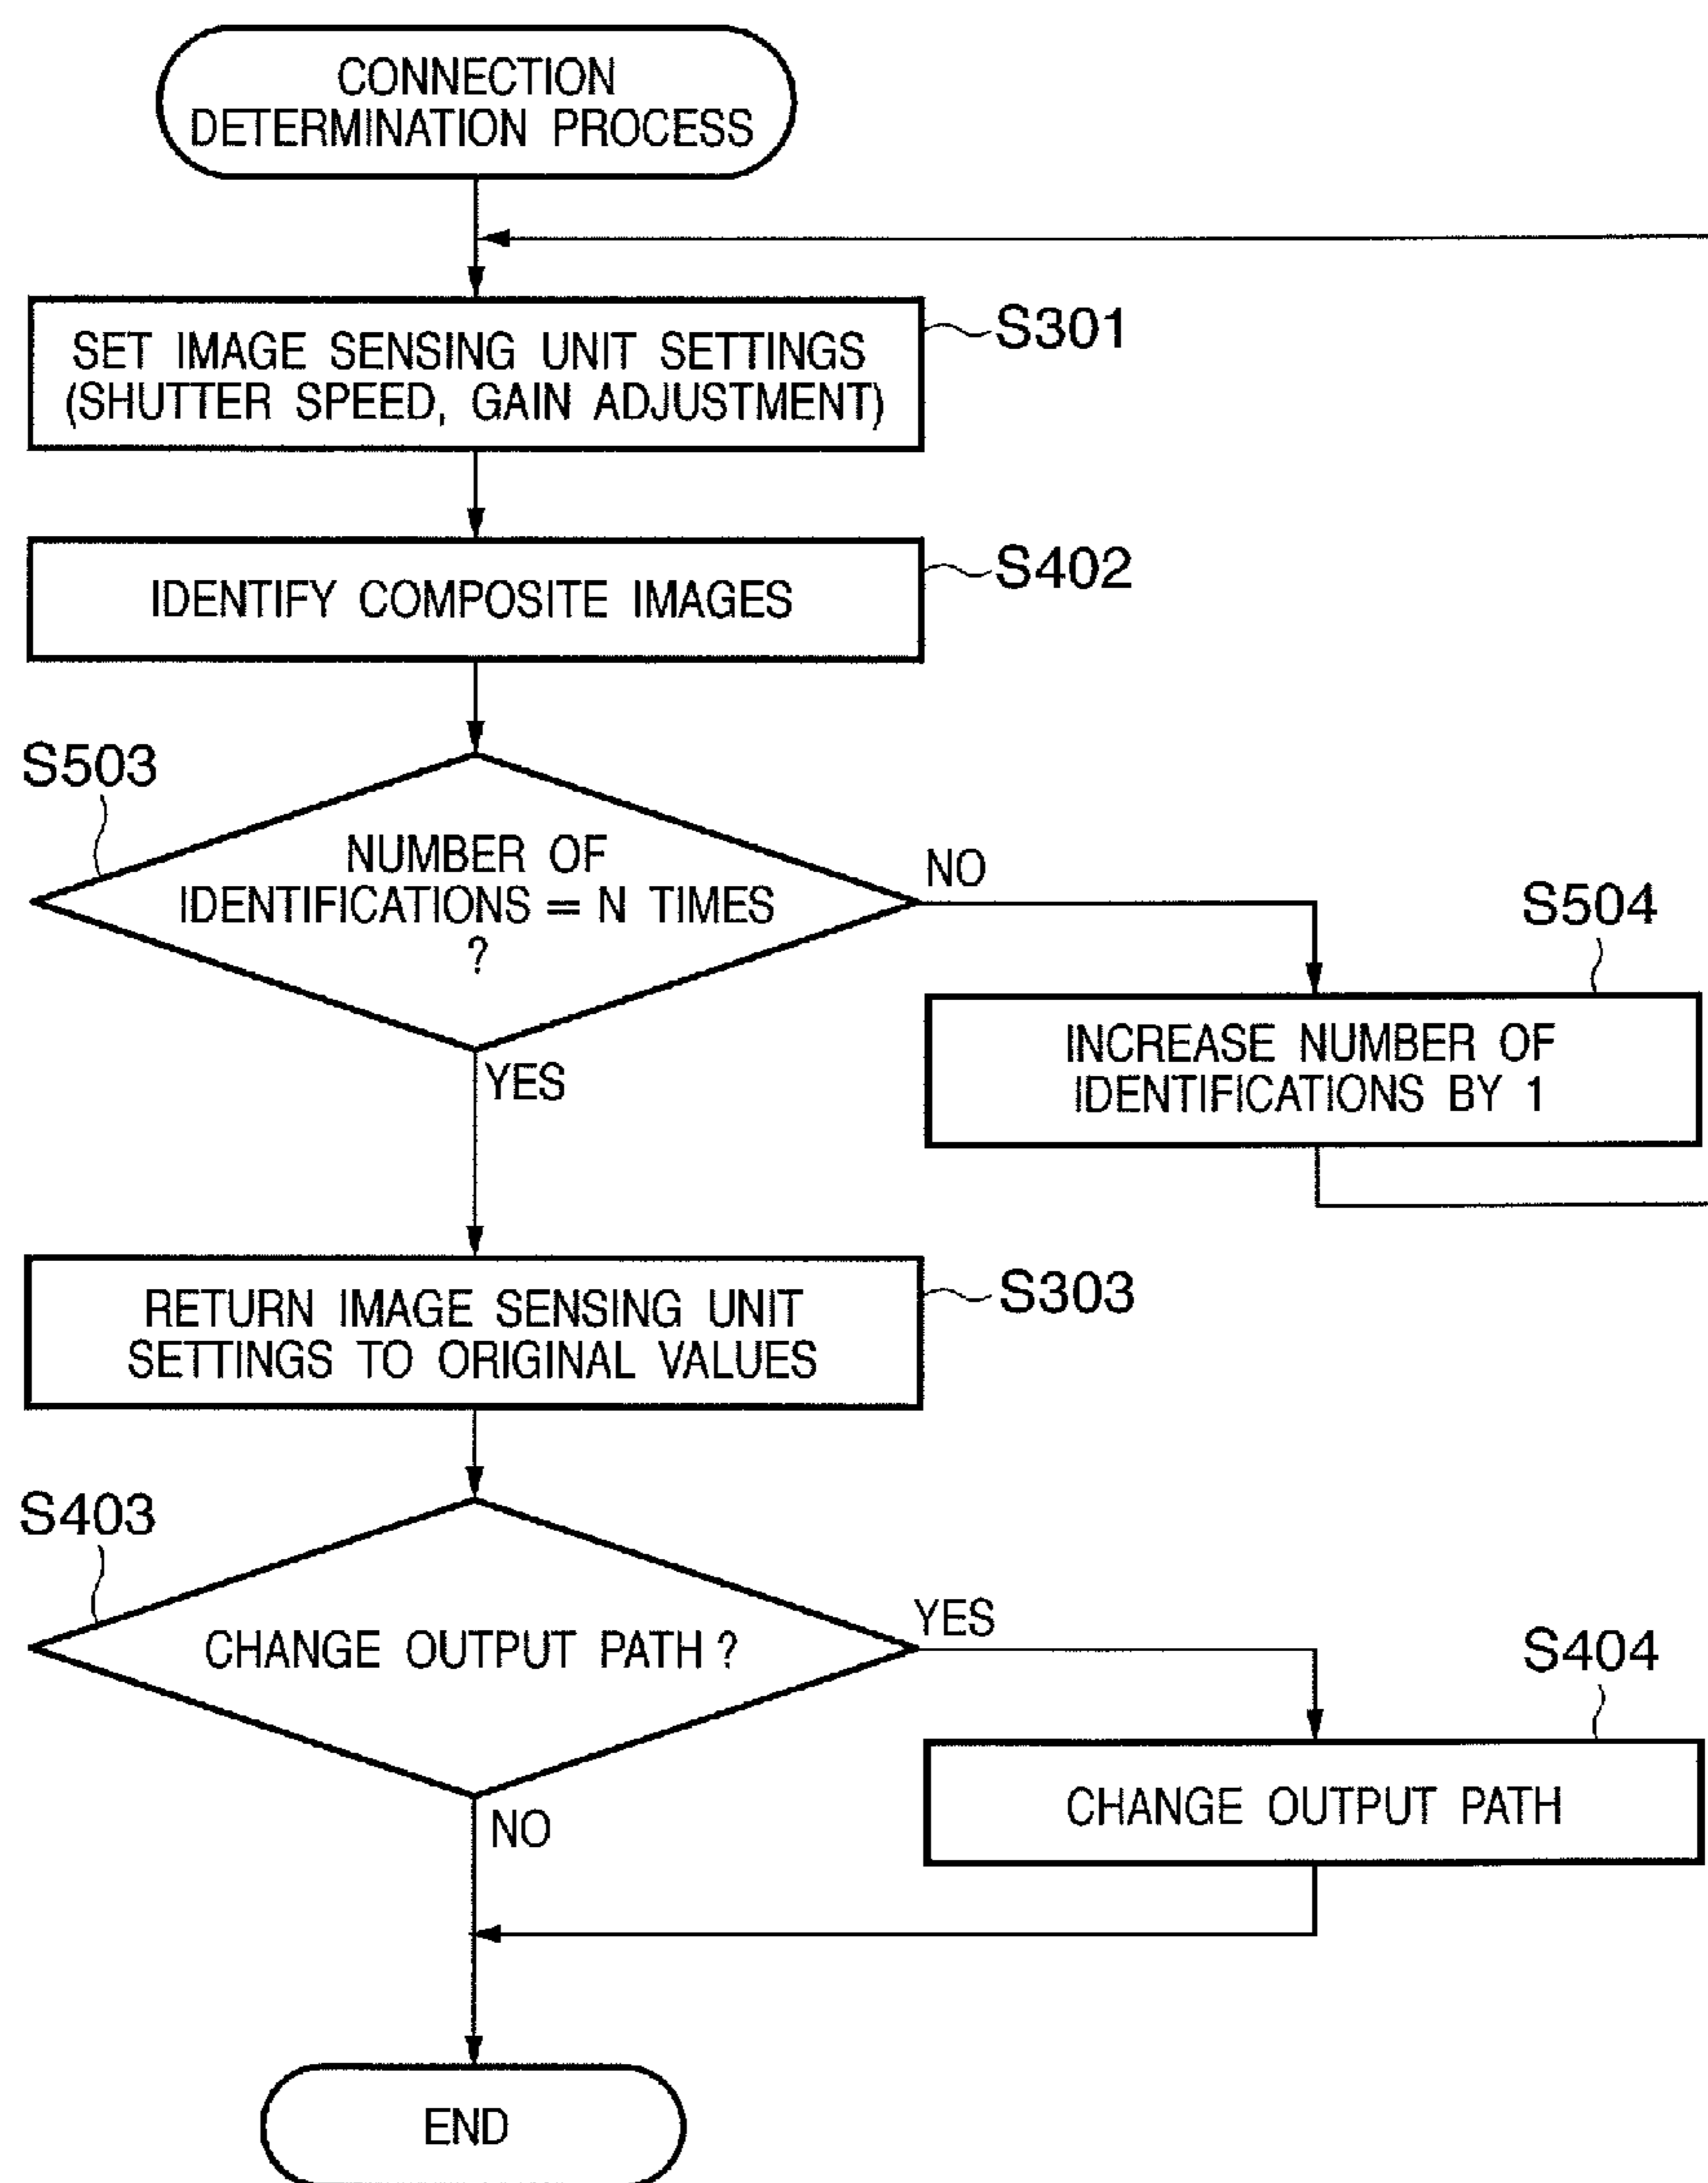 CONNECTION
DETERMINATION PROCESS
SET IMAGE SENSING UNIT SETTINGS
(SHUTTER SPEED, GAIN ADJUSTMENT)
S301
IDENTIFY COMPOSITE IMAGES
S402
S503
NUMBER OF
IDENTIFICATIONS = N TIMES
?
NO
YES
S504
INCREASE NUMBER OF
IDENTIFICATIONS BY 1
RETURN IMAGE SENSING UNIT
SETTINGS TO ORIGINAL VALUES
S303
S403
CHANGE OUTPUT PATH ?
YES
NO
S404
CHANGE OUTPUT PATH
END